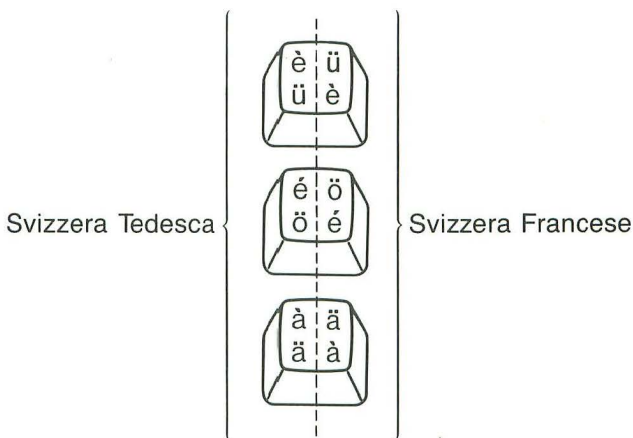 è ü
ü è
é ö
ö é
Svizzera Tedesca
Svizzera Francese
à ä
ä à